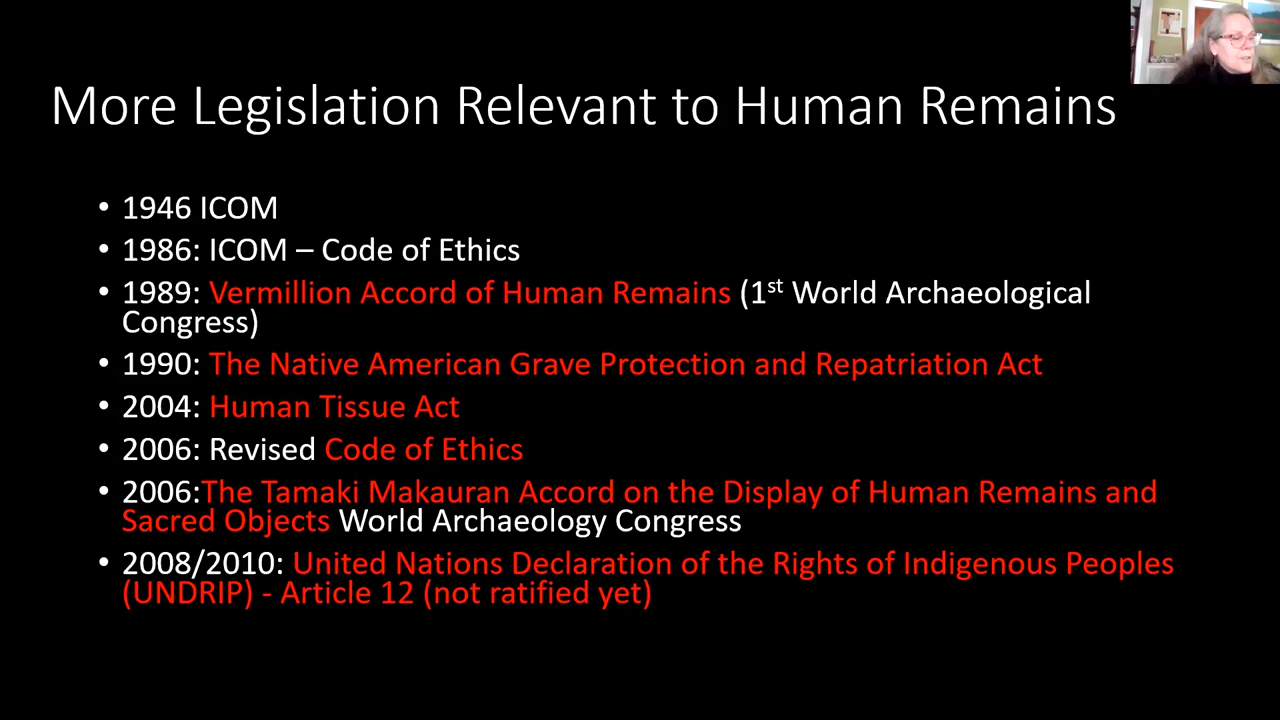 More Legislation Relevant to Human Remains
• 1946 ICOM
• 1986: ICOM – Code of Ethics
• 1989: Vermillion Accord of Human Remains (1st World Archaeological
Congress)
• 1990: The Native American Grave Protection and Repatriation Act
• 2004: Human Tissue Act
• 2006: Revised Code of Ethics
• 2006:The Tamaki Makauran Accord on the Display of Human Remains and
Sacred Objects World Archaeology Congress
• 2008/2010: United Nations Declaration of the Rights of Indigenous Peoples
(UNDRIP) - Article 12 (not ratified yet)